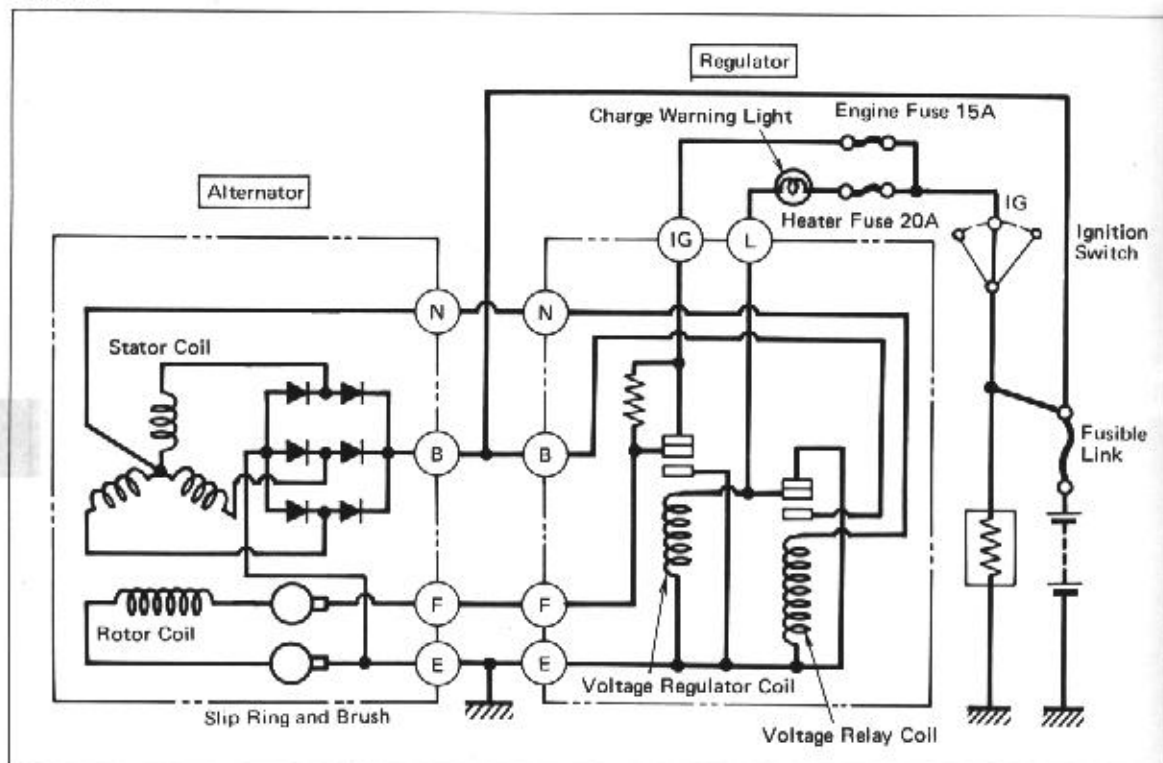 Regulator
Charge Warning Light
Engine Fuse 15A
Alternator
Heater Fuse 20A
IG
Ignition
Switch
IG
L
N
N
Stator Coil
B
B
Fusible
Link
F
F
Rotor Coil
E
E
Voltage Regulator Coil
Slip Ring and Brush
Voltage Relay Coil